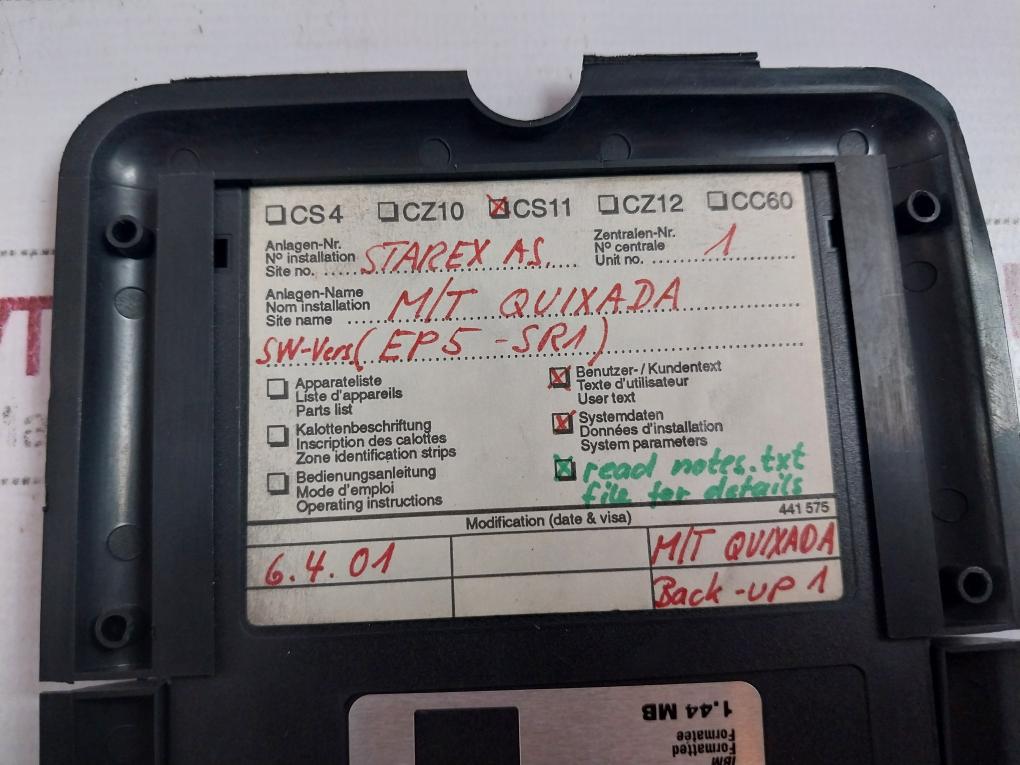 CS4 CZ10 CS11 CZ12 CC60
Anlagen-Nr.
Nº installation
Site no. STAREX AS.
Zentralen-Nr.
Nº centrale
Unit no. 1
Anlagen-Name
Nom installation
Site name M/T QUIXADA
SW-Vers (EP5 -SR1)
Apparateliste
Liste d'appareils
Parts list
Kalottenbeschriftung
Inscription des calottes
Zone identification strips
Bedienungsanleitung
Mode d'emploi
Operating instructions
Benutzer- / Kundentext
Texte d'utilisateur
User text
Systemdaten
Données d'installation
System parameters
read notes.txt
file for details
Modification (date & visa)
441 575
6.4.01
M/T QUIXADA
Back-up 1
1.44 MB
Formatée
Formatted
IBM